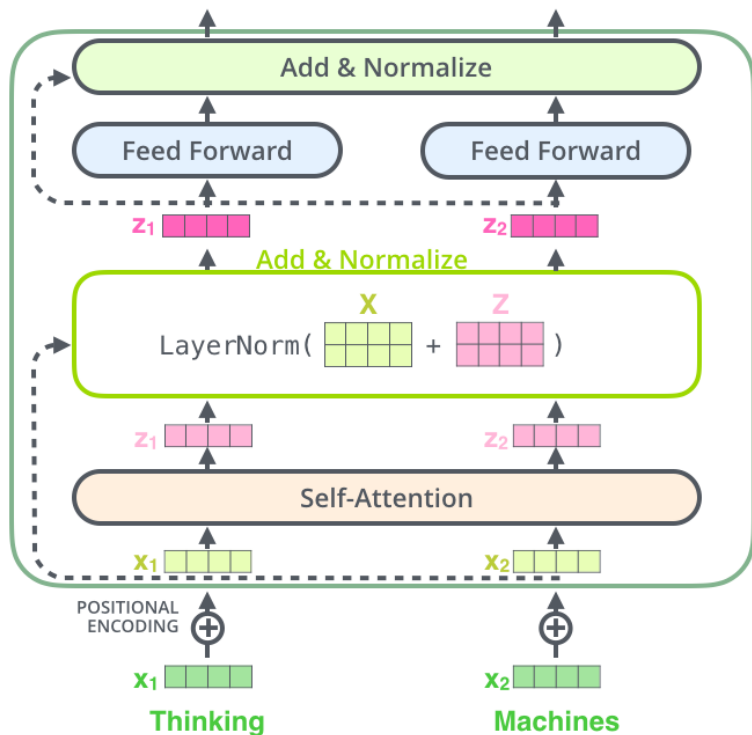 Add & Normalize
Feed Forward Feed Forward
z1 z2
Add & Normalize
X Z
LayerNorm( + )
z1 z2
Self-Attention
x1 x2
POSITIONAL
ENCODING
x1 x2
Thinking Machines